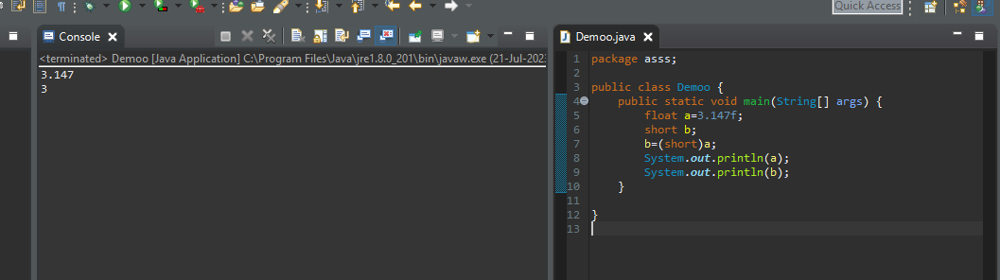 Quick Access
Console
<terminated> Demoo [Java Application] C:\Program Files\Java\jre1.8.0_201\bin\javaw.exe (21-Jul-2023
3.147
3
Demoo.java
1 package asss;
2
3 public class Demoo {
4 public static void main(String[] args) {
5 float a=3.147f;
6 short b;
7 b=(short)a;
8 System.out.println(a);
9 System.out.println(b);
10 }
11
12 }
13